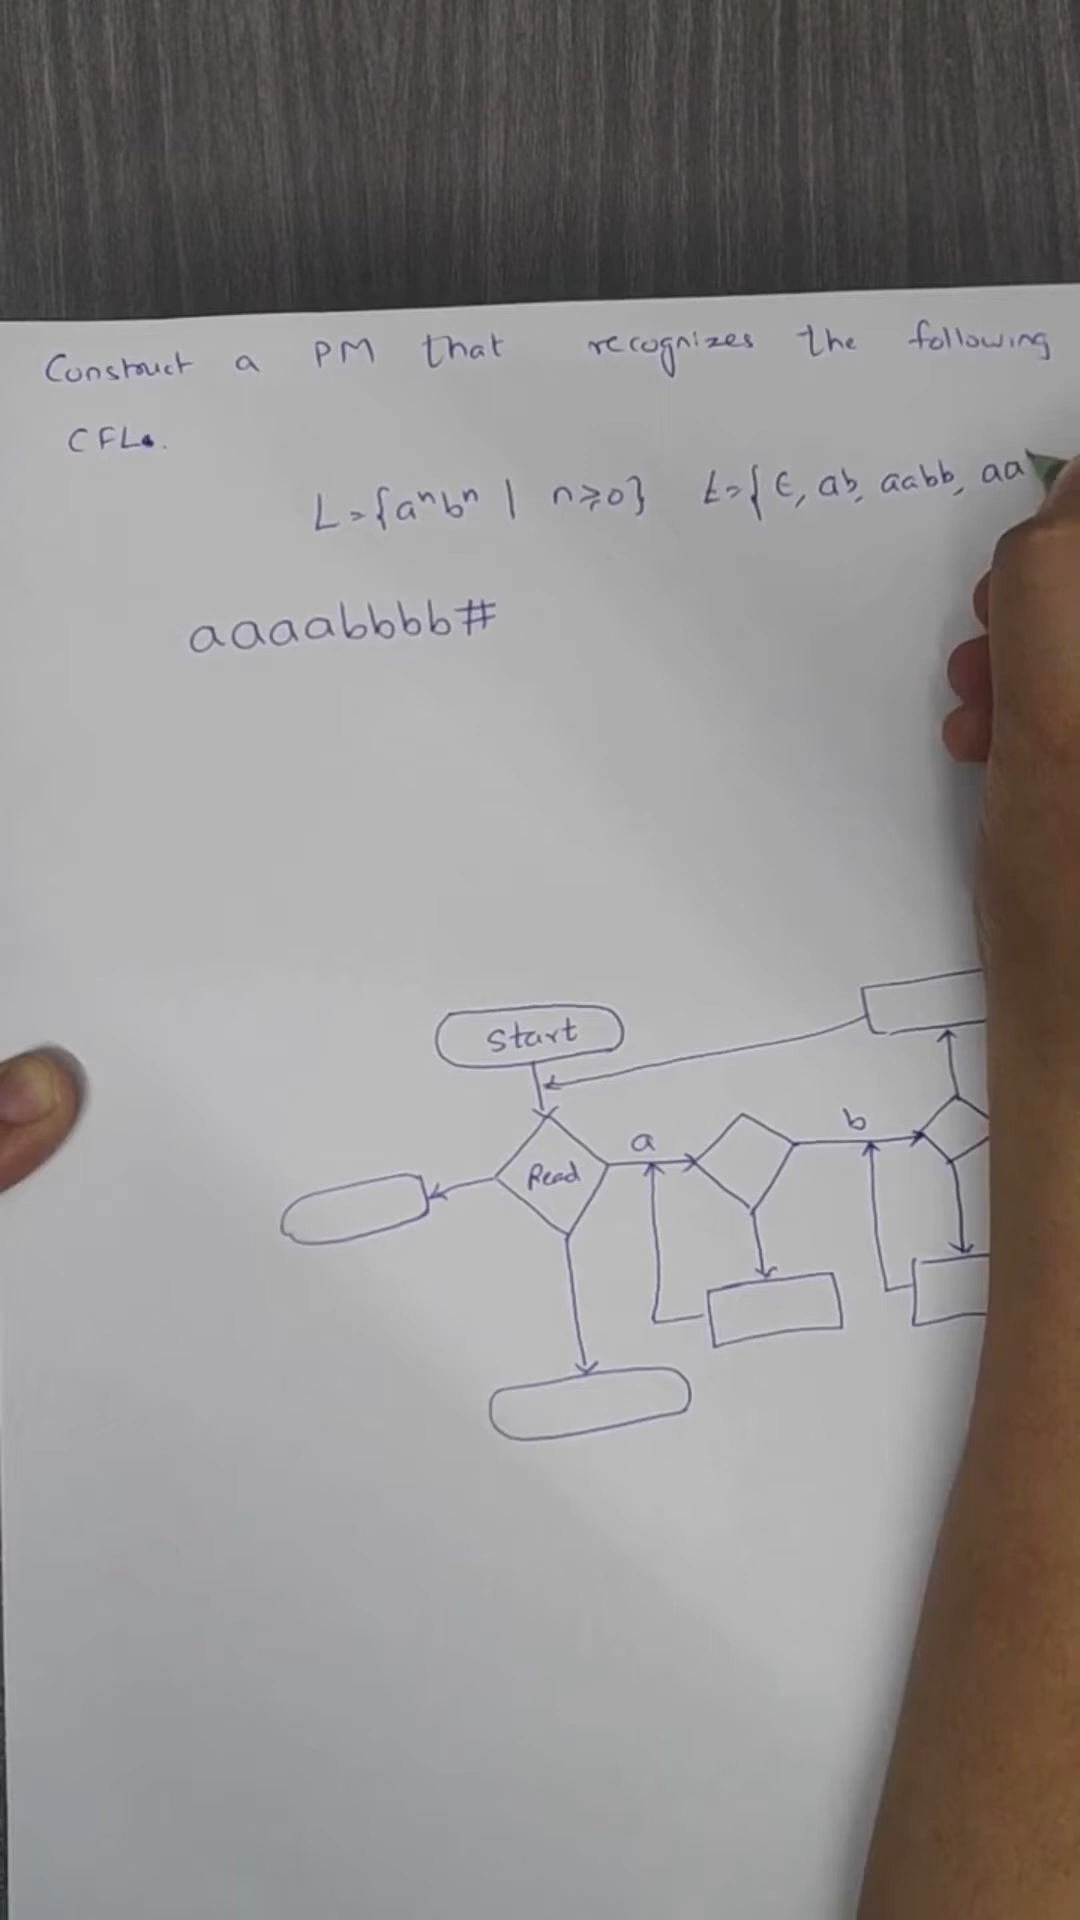 Construct a PM that recognizes the following
CFL.
L={aⁿbⁿ | n⩾0} L={ϵ, ab, aabb, aa
aaaabbbb#
Start
Read
a
b